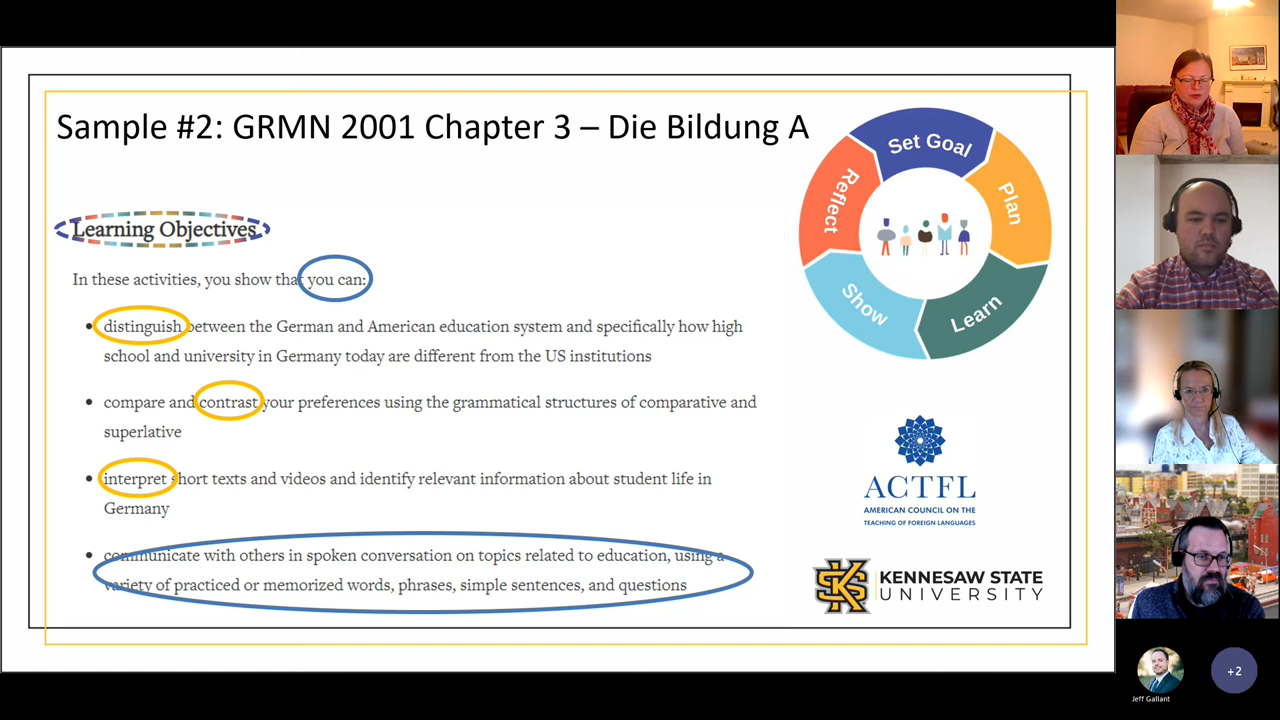 Sample #2: GRMN 2001 Chapter 3 – Die Bildung A
Learning Objectives
In these activities, you show that you can:
• distinguish between the German and American education system and specifically how high
school and university in Germany today are different from the US institutions
• compare and contrast your preferences using the grammatical structures of comparative and
superlative
• interpret short texts and videos and identify relevant information about student life in
Germany
• communicate with others in spoken conversation on topics related to education, using a
variety of practiced or memorized words, phrases, simple sentences, and questions
Set Goal
Plan
Learn
Show
Reflect
ACTFL
AMERICAN COUNCIL ON THE
TEACHING OF FOREIGN LANGUAGES
KS
KENNESAW STATE
UNIVERSITY
Jeff Gallant
+2